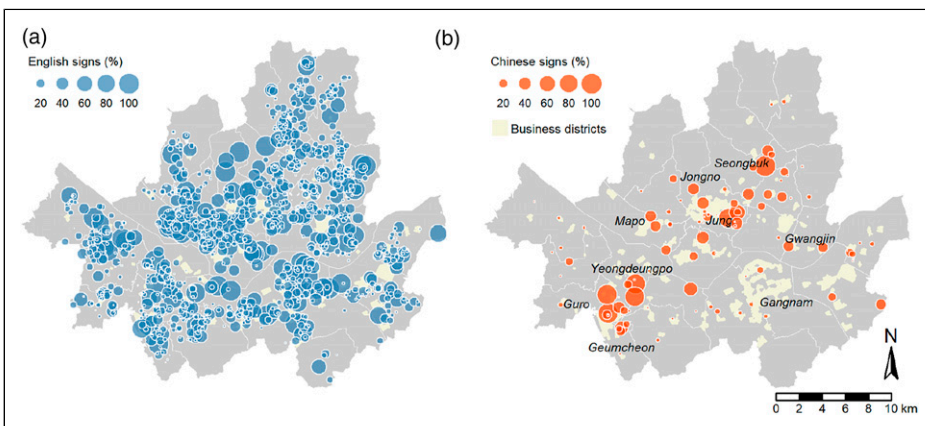 (a)
English signs (%)
20 40 60 80 100
(b)
Chinese signs (%)
20 40 60 80 100
Business districts
Seongbuk
Jongno
Mapo
Jung
Gwangjin
Yeongdeungpo
Guro
Gangnam
Geumcheon
N
0 2 4 6 8 10 km